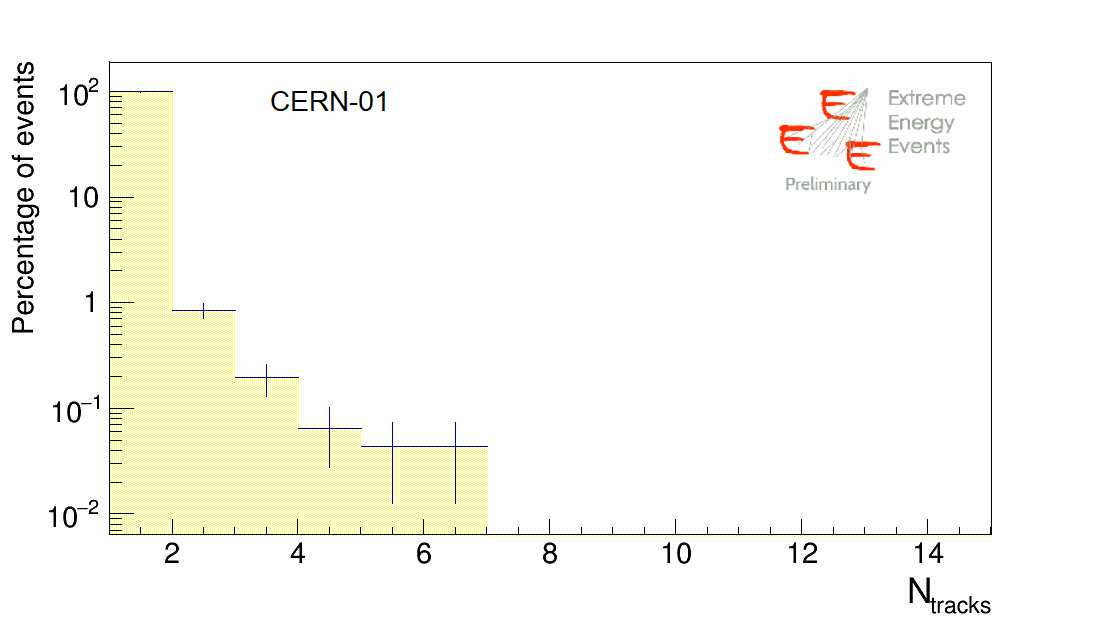 CERN-01
Extreme
Energy
Events
Preliminary
Percentage of events
10²
10
1
10⁻¹
10⁻²
2 4 6 8 10 12 14
N_tracks